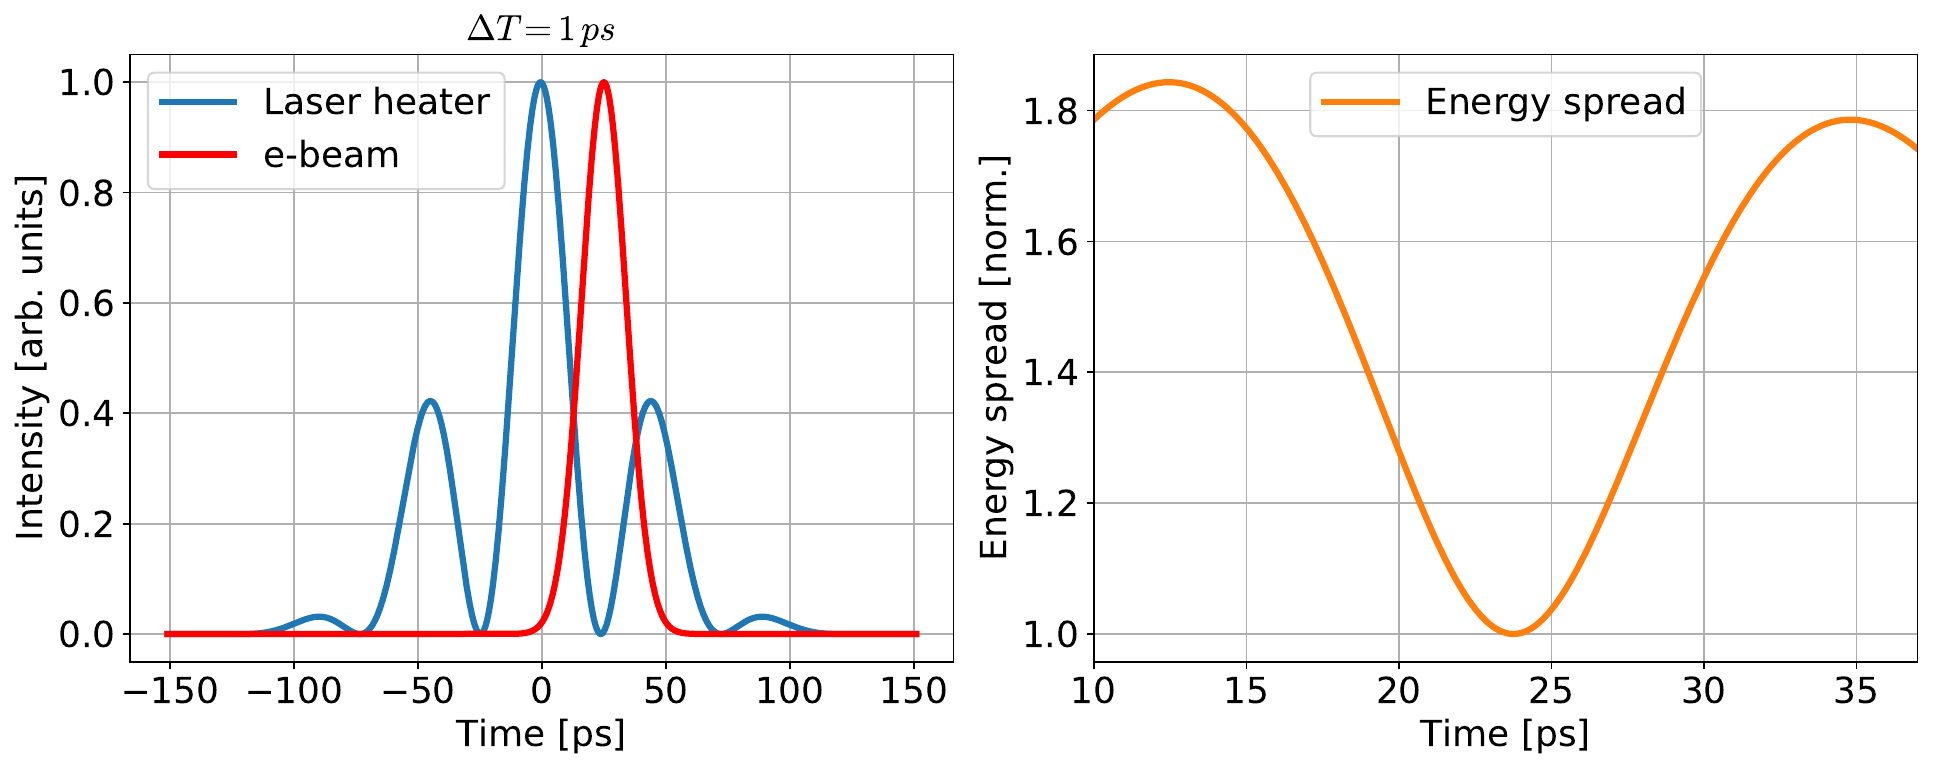 ΔT = 1 ps
Intensity [arb. units]
1.0
0.8
0.6
0.4
0.2
0.0
Laser heater
e-beam
−150 −100 −50 0 50 100 150
Time [ps]
Energy spread [norm.]
1.8
1.6
1.4
1.2
1.0
Energy spread
10 15 20 25 30 35
Time [ps]